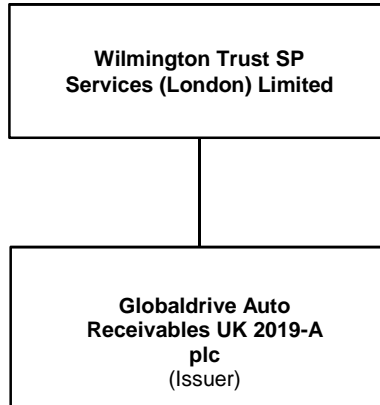 Wilmington Trust SP
Services (London) Limited
Globaldrive Auto
Receivables UK 2019-A
plc
(Issuer)